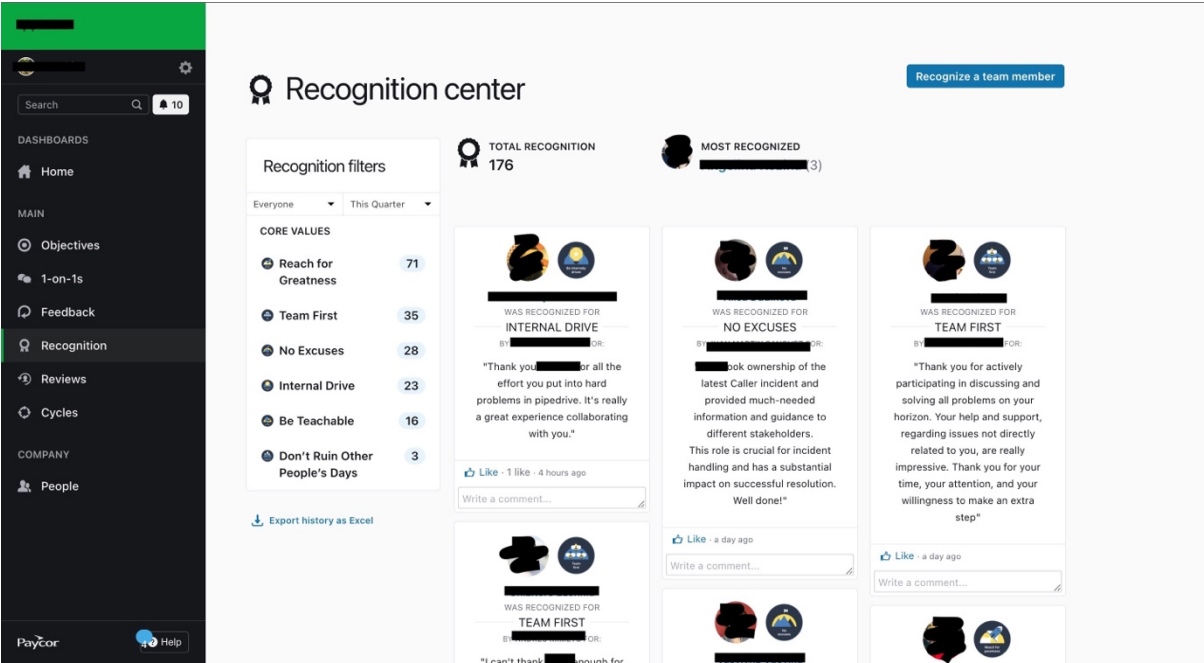 Search
10
DASHBOARDS
Home
MAIN
Objectives
1-on-1s
Feedback
Recognition
Reviews
Cycles
COMPANY
People
Paycor
Help
Recognition center
Recognize a team member
Recognition filters
Everyone
This Quarter
CORE VALUES
Reach for
Greatness
71
Team First
35
No Excuses
28
Internal Drive
23
Be Teachable
16
Don't Ruin Other
People's Days
3
Export history as Excel
TOTAL RECOGNITION
176
MOST RECOGNIZED
(3)
WAS RECOGNIZED FOR
INTERNAL DRIVE
BY
"Thank you or all the
effort you put into hard
problems in pipedrive. It's really
a great experience collaborating
with you."
Like · 1 like · 4 hours ago
Write a comment...
WAS RECOGNIZED FOR
NO EXCUSES
ook ownership of the
latest Caller incident and
provided much-needed
information and guidance to
different stakeholders.
This role is crucial for incident
handling and has a substantial
impact on successful resolution.
Well done!"
Like · a day ago
Write a comment...
WAS RECOGNIZED FOR
TEAM FIRST
BY FOR:
"Thank you for actively
participating in discussing and
solving all problems on your
horizon. Your help and support,
regarding issues not directly
related to you, are really
impressive. Thank you for your
time, your attention, and your
willingness to make an extra
step"
Like · a day ago
Write a comment...
WAS RECOGNIZED FOR
TEAM FIRST
"I can't thank enough for